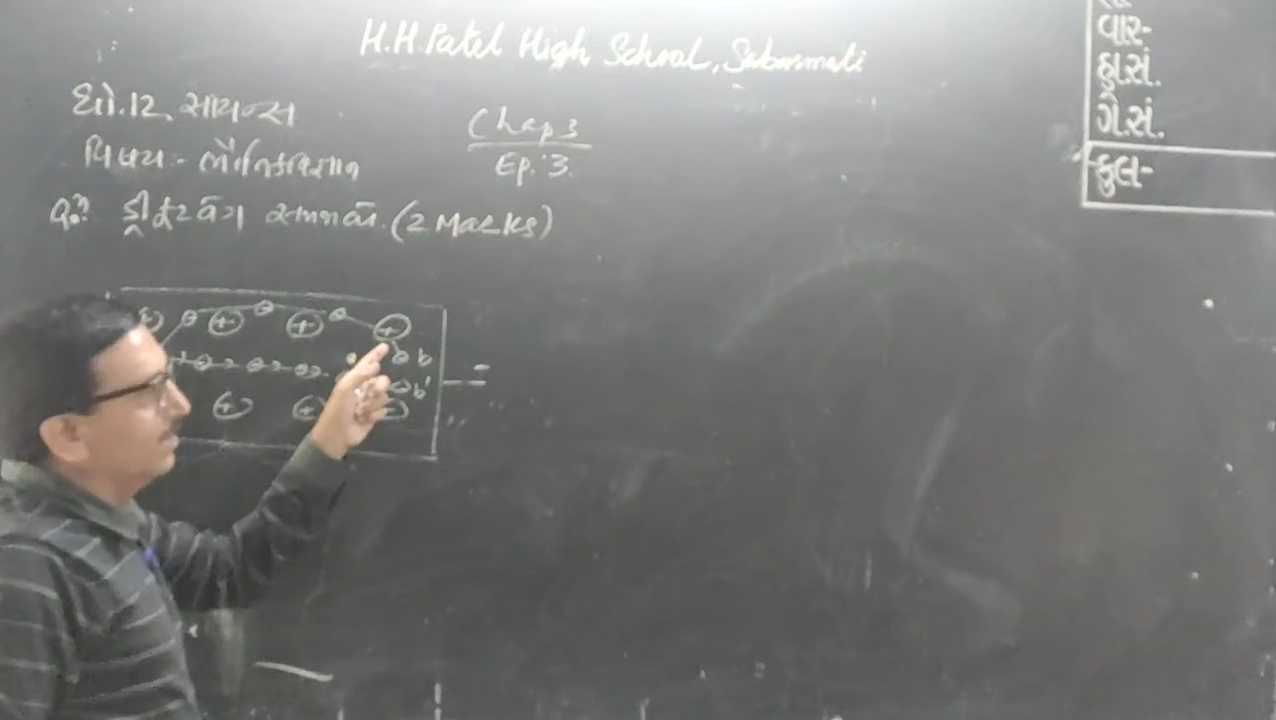 H.H.Patel High School, Sabarmati
ધો.12 સાયન્સ
વિષય:- ભૌતિકવિજ્ઞાન
Chap 3
Ep. 3.
Q.? ડ્રીફ્ટવેગ સમજાવો. (2 Marks)
b
b'
વાર-
હા.સં.
ગે.સં.
કુલ-